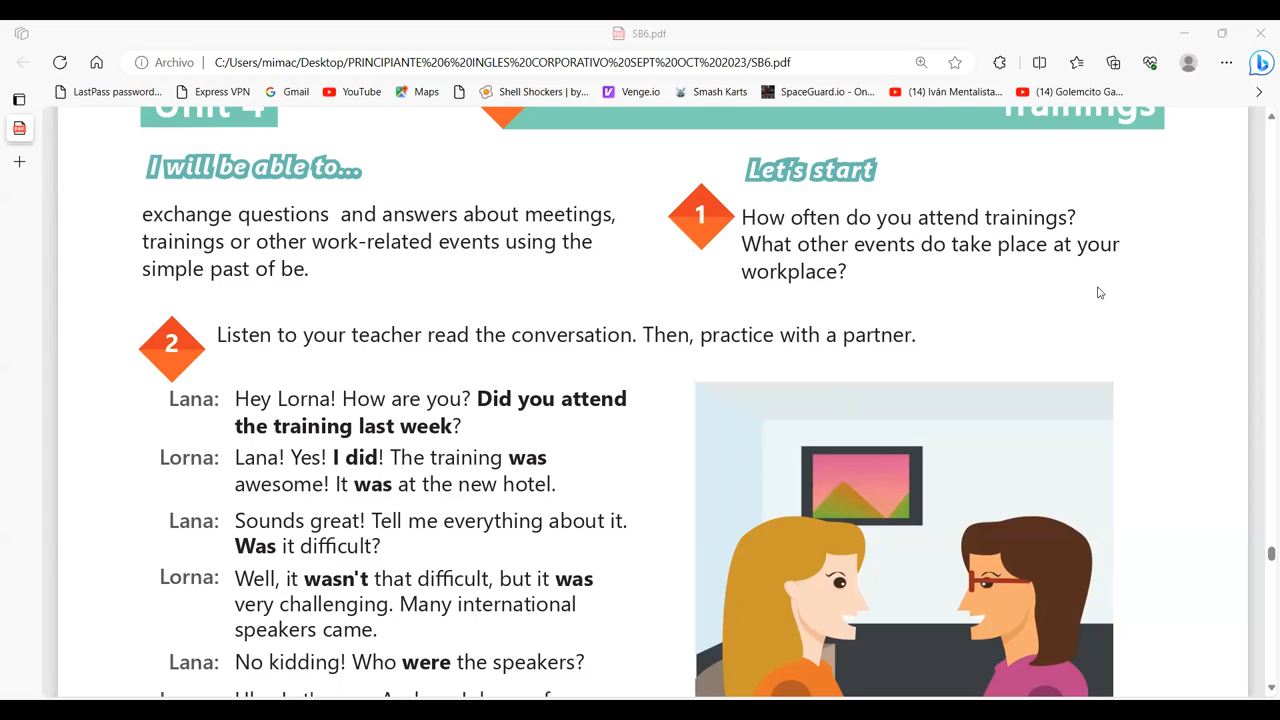 SB6.pdf
Archivo
C:/Users/mimac/Desktop/PRINCIPIANTE%206%20INGLES%20CORPORATIVO%20SEPT%20OCT%202023/SB6.pdf
LastPass password...
Express VPN
Gmail
YouTube
Maps
Shell Shockers | by...
Venge.io
Smash Karts
SpaceGuard.io - On...
(14) Iván Mentalista...
(14) Golemcito Ga...
Unit 4
Trainings
I will be able to...
exchange questions and answers about meetings,
trainings or other work-related events using the
simple past of be.
Let's start
1
How often do you attend trainings?
What other events do take place at your
workplace?
2
Listen to your teacher read the conversation. Then, practice with a partner.
Lana: Hey Lorna! How are you? Did you attend
the training last week?
Lorna: Lana! Yes! I did! The training was
awesome! It was at the new hotel.
Lana: Sounds great! Tell me everything about it.
Was it difficult?
Lorna: Well, it wasn't that difficult, but it was
very challenging. Many international
speakers came.
Lana: No kidding! Who were the speakers?